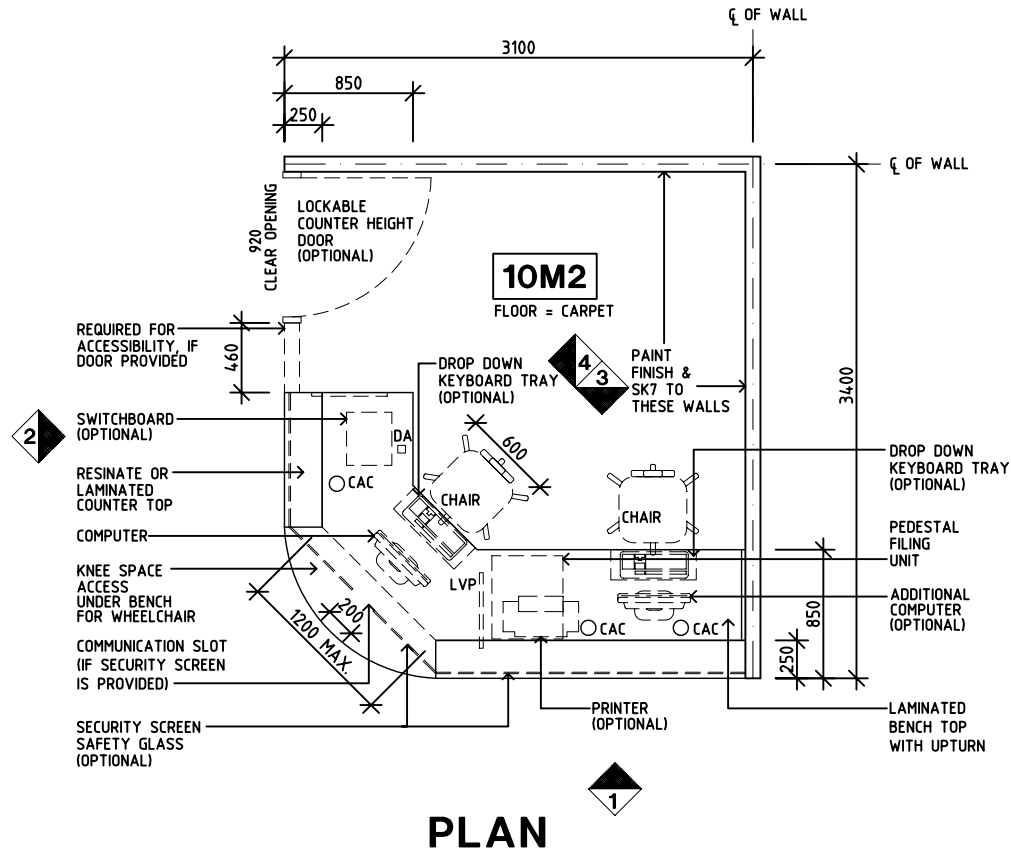 ℄ OF WALL
3100
850
250
℄ OF WALL
920
CLEAR OPENING
LOCKABLE
COUNTER HEIGHT
DOOR
(OPTIONAL)
10M2
FLOOR = CARPET
REQUIRED FOR
ACCESSIBILITY, IF
DOOR PROVIDED
460
DROP DOWN
KEYBOARD TRAY
(OPTIONAL)
4
3
PAINT
FINISH &
SK7 TO
THESE WALLS
3400
2
SWITCHBOARD
(OPTIONAL)
DA
600
RESINATE OR
LAMINATED
COUNTER TOP
CAC
CHAIR
CHAIR
DROP DOWN
KEYBOARD TRAY
(OPTIONAL)
COMPUTER
PEDESTAL
FILING
UNIT
KNEE SPACE
ACCESS
UNDER BENCH
FOR WHEELCHAIR
LVP
200
1200 MAX.
CAC
CAC
850
250
ADDITIONAL
COMPUTER
(OPTIONAL)
COMMUNICATION SLOT
(IF SECURITY SCREEN
IS PROVIDED)
SECURITY SCREEN
SAFETY GLASS
(OPTIONAL)
PRINTER
(OPTIONAL)
LAMINATED
BENCH TOP
WITH UPTURN
1
PLAN